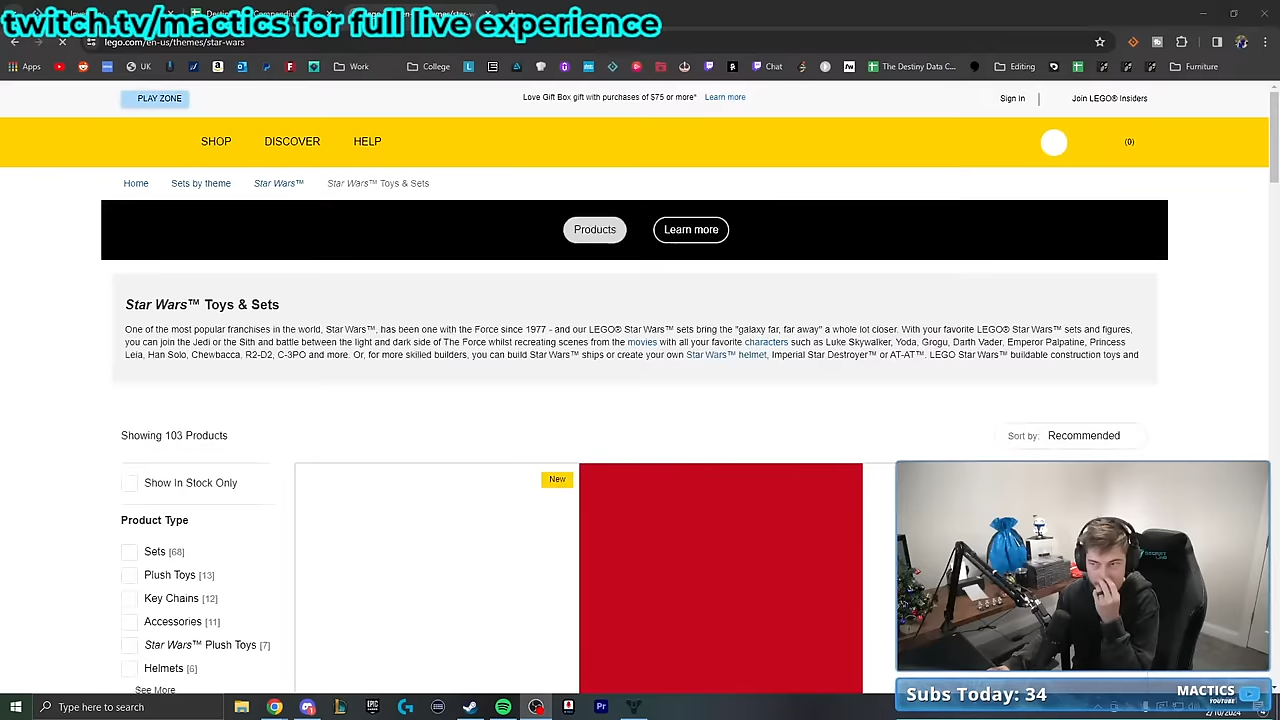 twitch.tv/mactics for full live experience
lego.com/en-us/themes/star-wars
Apps
UK
Work
College
Chat
The Destiny Data C...
Editing
Furniture
PLAY ZONE
Love Gift Box gift with purchases of $75 or more* Learn more
Sign In
Join LEGO® Insiders
SHOP DISCOVER HELP
(0)
Home Sets by theme Star Wars™ Star Wars™ Toys & Sets
Products Learn more
Star Wars™ Toys & Sets
One of the most popular franchises in the world, Star Wars™, has been one with the Force since 1977 - and our LEGO® Star Wars™ sets bring the "galaxy far, far away" a whole lot closer. With your favorite LEGO® Star Wars™ sets and figures,
you can join the Jedi or the Sith and battle between the light and dark side of The Force whilst recreating scenes from the movies with all your favorite characters such as Luke Skywalker, Yoda, Grogu, Darth Vader, Emperor Palpatine, Princess
Leia, Han Solo, Chewbacca, R2-D2, C-3PO and more. Or, for more skilled builders, you can build Star Wars™ ships or create your own Star Wars™ helmet, Imperial Star Destroyer™ or AT-AT™. LEGO Star Wars™ buildable construction toys and
Showing 103 Products
Sort by: Recommended
Show In Stock Only
New
Product Type
Sets [68]
Plush Toys [13]
Key Chains [12]
Accessories [11]
Star Wars™ Plush Toys [7]
Helmets [6]
See More
Subs Today: 34
MACTICS
YOUTUBE
Type here to search
2/10/2024